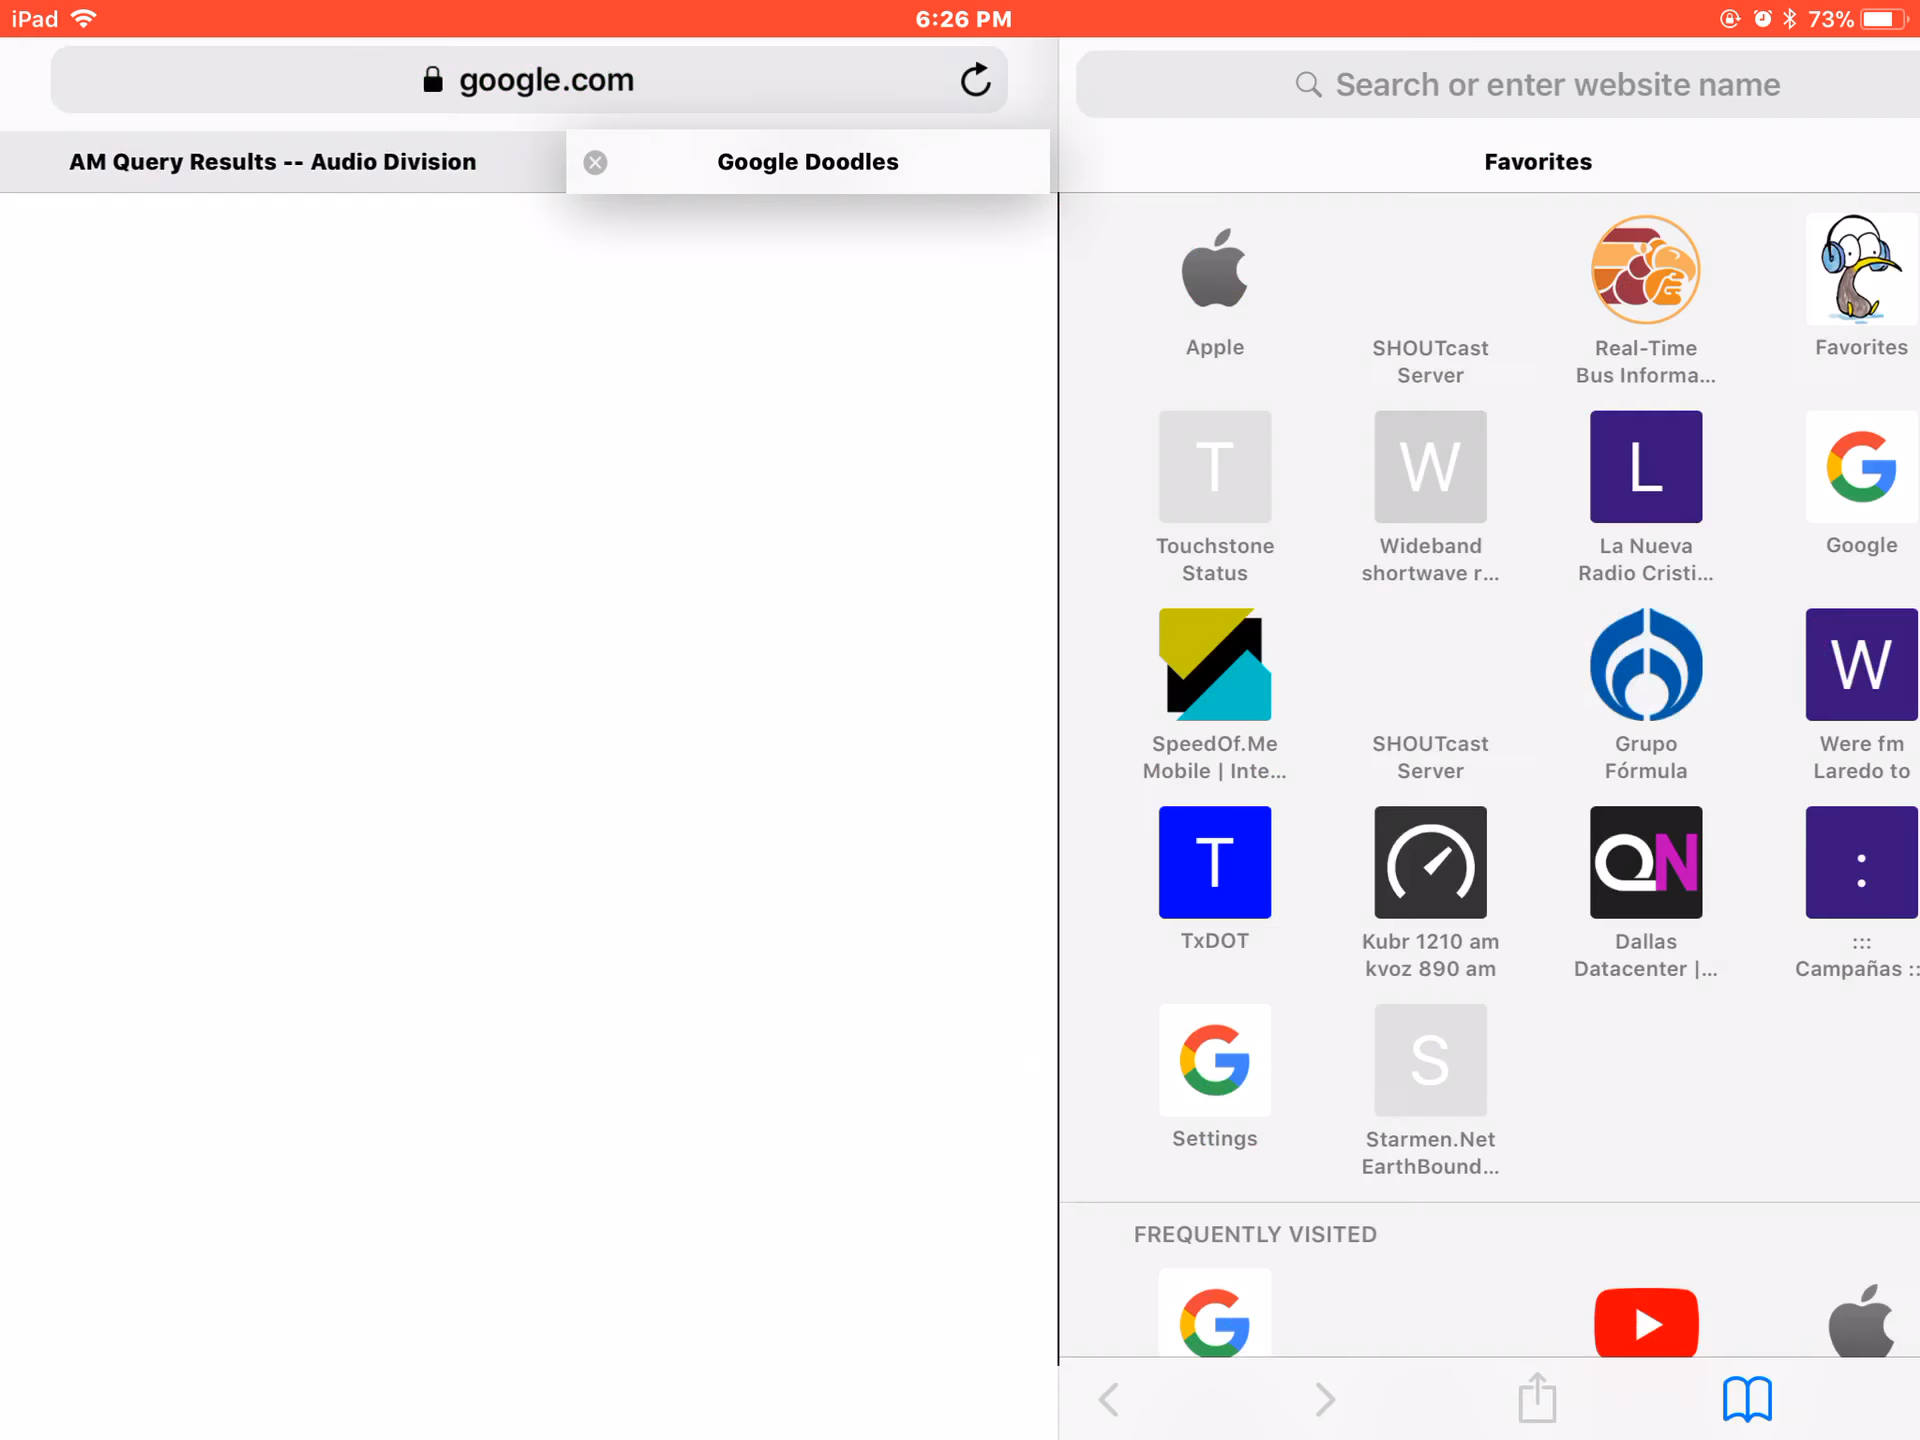 iPad 6:26 PM 73%
google.com
Search or enter website name
AM Query Results -- Audio Division
Google Doodles
Favorites
Apple
SHOUTcast
Server
Real-Time
Bus Informa...
Favorites
T
Touchstone
Status
W
Wideband
shortwave r...
L
La Nueva
Radio Cristi...
G
Google
SpeedOf.Me
Mobile | Inte...
SHOUTcast
Server
Grupo
Fórmula
W
Were fm
Laredo to
T
TxDOT
Kubr 1210 am
kvoz 890 am
QN
Dallas
Datacenter |...
:
:::
Campañas ::
G
Settings
S
Starmen.Net
EarthBound...
FREQUENTLY VISITED
G